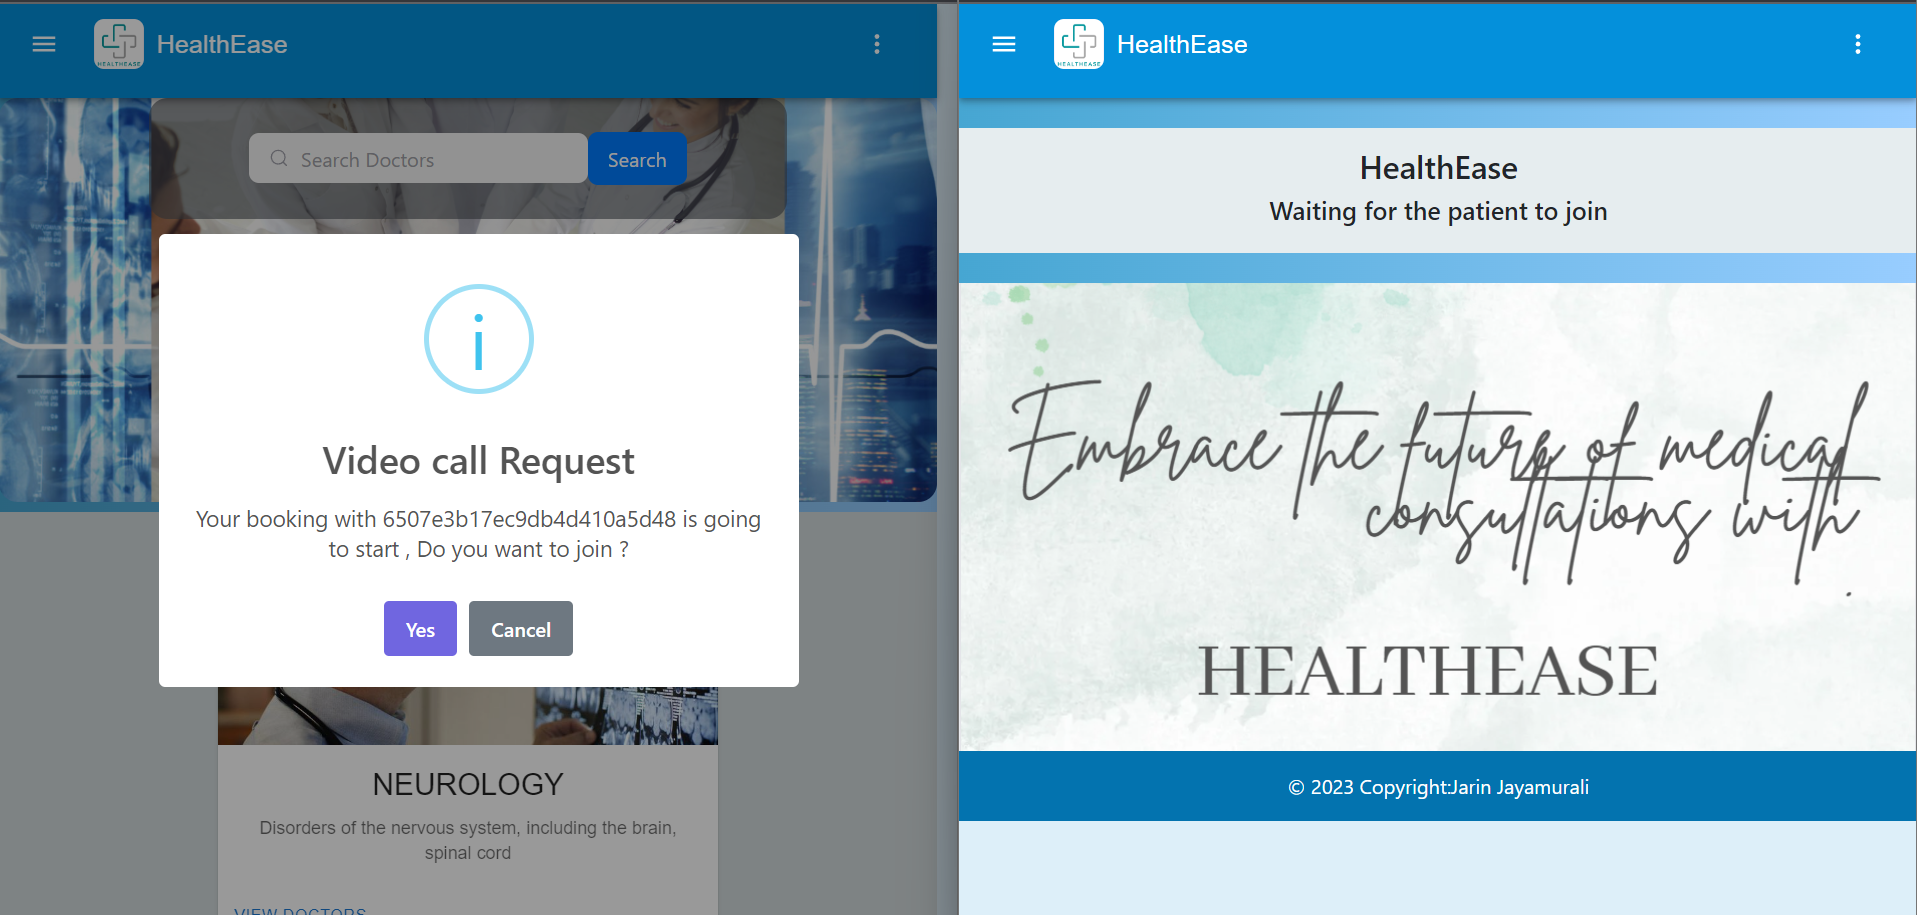 HEALTHEASE
HealthEase
Search Doctors
Search
i
Video call Request
Your booking with 6507e3b17ec9db4d410a5d48 is going
to start , Do you want to join ?
Yes
Cancel
NEUROLOGY
Disorders of the nervous system, including the brain,
spinal cord
VIEW DOCTORS
HEALTHEASE
HealthEase
HealthEase
Waiting for the patient to join
Embrace the future of medical
consultations with
.
HEALTHEASE
© 2023 Copyright:Jarin Jayamurali